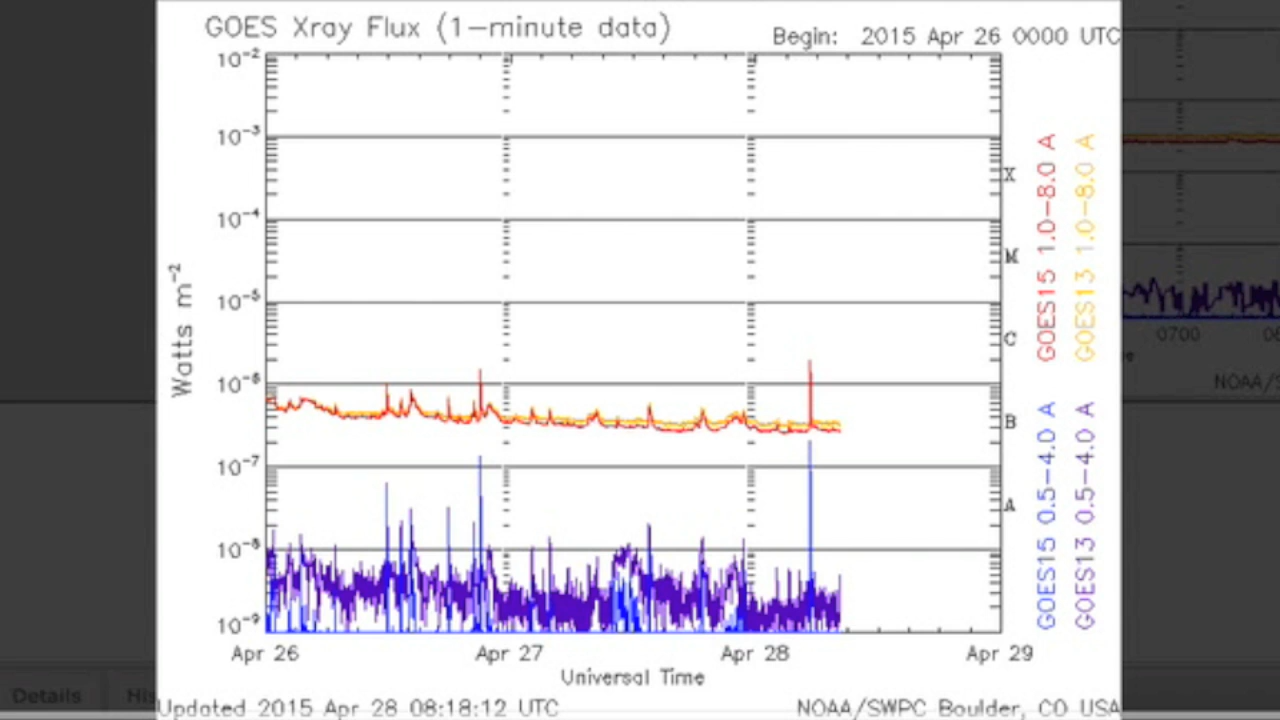 GOES Xray Flux (1-minute data)
Begin: 2015 Apr 26 0000 UTC
10-2
10-3
10-4
10-5
10-6
10-7
10-8
10-9
Watts m-2
X
M
C
B
A
GOES15 1.0-8.0 A
GOES13 1.0-8.0 A
GOES15 0.5-4.0 A
GOES13 0.5-4.0 A
Apr 26
Apr 27
Apr 28
Apr 29
Universal Time
Updated 2015 Apr 28 08:18:12 UTC
NOAA/SWPC Boulder, CO USA
0700
Details